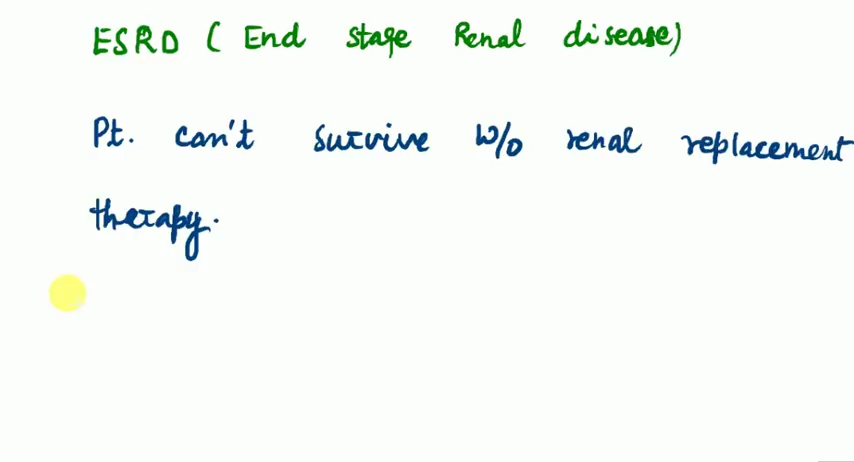 ESRD ( End stage Renal disease)
Pt. can't survive w/o renal replacement
therapy.